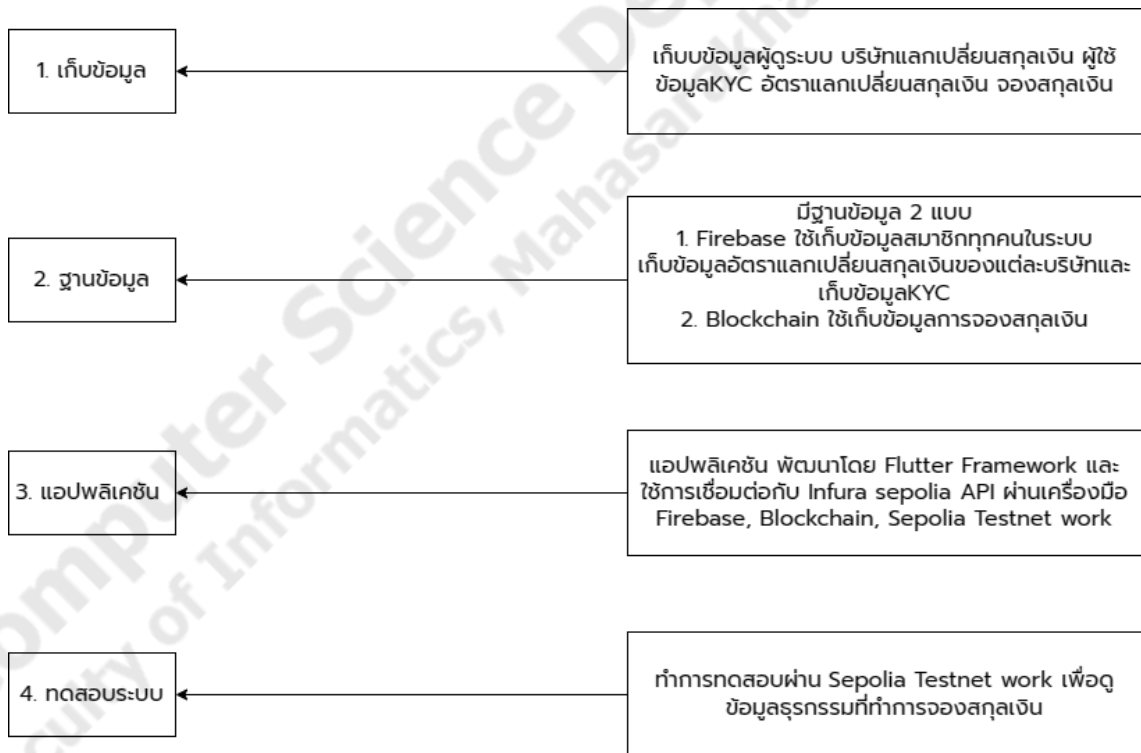 1. เก็บข้อมูล
เก็บบข้อมูลผู้ดูระบบ บริษัทแลกเปลี่ยนสกุลเงิน ผู้ใช้
ข้อมูลKYC อัตราแลกเปลี่ยนสกุลเงิน จองสกุลเงิน
2. ฐานข้อมูล
มีฐานข้อมูล 2 แบบ
1. Firebase ใช้เก็บข้อมูลสมาชิกทุกคนในระบบ
เก็บข้อมูลอัตราแลกเปลี่ยนสกุลเงินของแต่ละบริษัทและ
เก็บข้อมูลKYC
2. Blockchain ใช้เก็บข้อมูลการจองสกุลเงิน
3. แอปพลิเคชัน
แอปพลิเคชัน พัฒนาโดย Flutter Framework และ
ใช้การเชื่อมต่อกับ Infura sepolia API ผ่านเครื่องมือ
Firebase, Blockchain, Sepolia Testnet work
4. ทดสอบระบบ
ทำการทดสอบผ่าน Sepolia Testnet work เพื่อดู
ข้อมูลธุรกรรมที่ทำการจองสกุลเงิน
Computer Science De
culty of Informatics, Mahasarakha